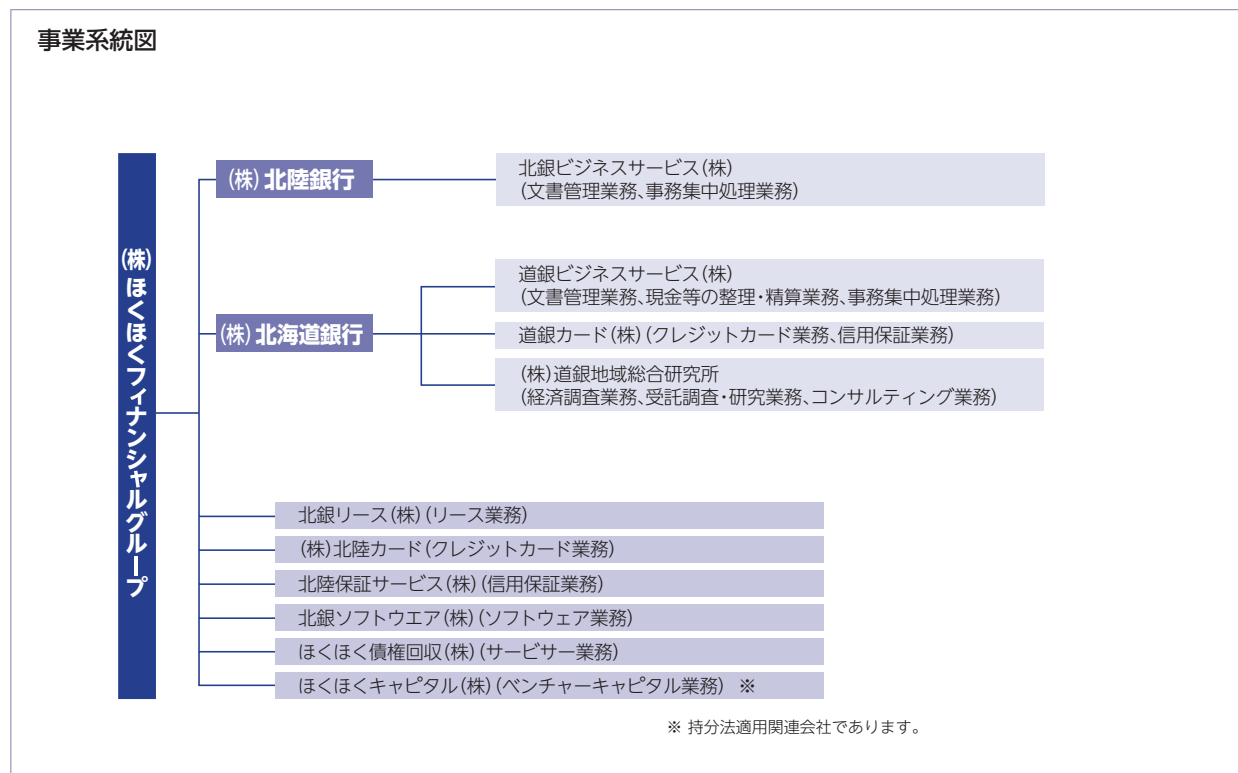 事業系統図
(株)ほくほくフィナンシャルグループ
(株)北陸銀行
北銀ビジネスサービス(株)
(文書管理業務、事務集中処理業務)
(株)北海道銀行
道銀ビジネスサービス(株)
(文書管理業務、現金等の整理・精算業務、事務集中処理業務)
道銀カード(株)(クレジットカード業務、信用保証業務)
(株)道銀地域総合研究所
(経済調査業務、受託調査・研究業務、コンサルティング業務)
北銀リース(株)(リース業務)
(株)北陸カード(クレジットカード業務)
北陸保証サービス(株)(信用保証業務)
北銀ソフトウエア(株)(ソフトウェア業務)
ほくほく債権回収(株)(サービサー業務)
ほくほくキャピタル(株)(ベンチャーキャピタル業務) ※
※ 持分法適用関連会社であります。